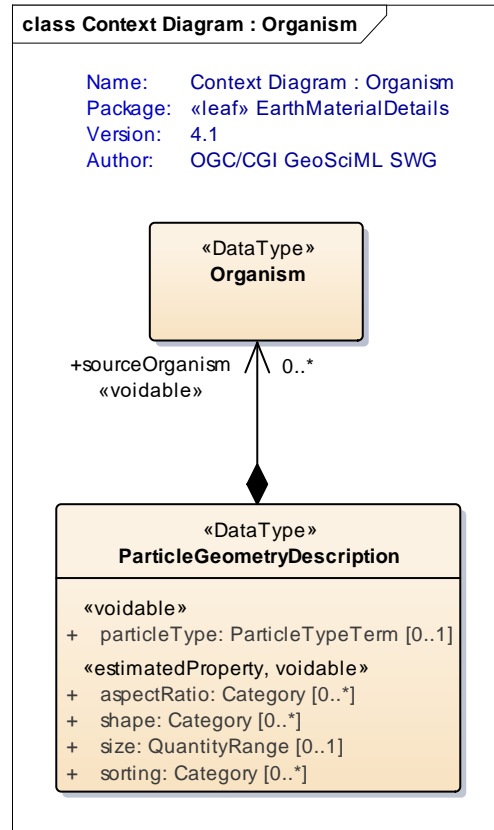 class Context Diagram : Organism
Name: Context Diagram : Organism
Package: «leaf» EarthMaterialDetails
Version: 4.1
Author: OGC/CGI GeoSciML SWG
«DataType»
Organism
+sourceOrganism 0..*
«voidable»
«DataType»
ParticleGeometryDescription
«voidable»
+ particleType: ParticleTypeTerm [0..1]
«estimatedProperty, voidable»
+ aspectRatio: Category [0..*]
+ shape: Category [0..*]
+ size: QuantityRange [0..1]
+ sorting: Category [0..*]